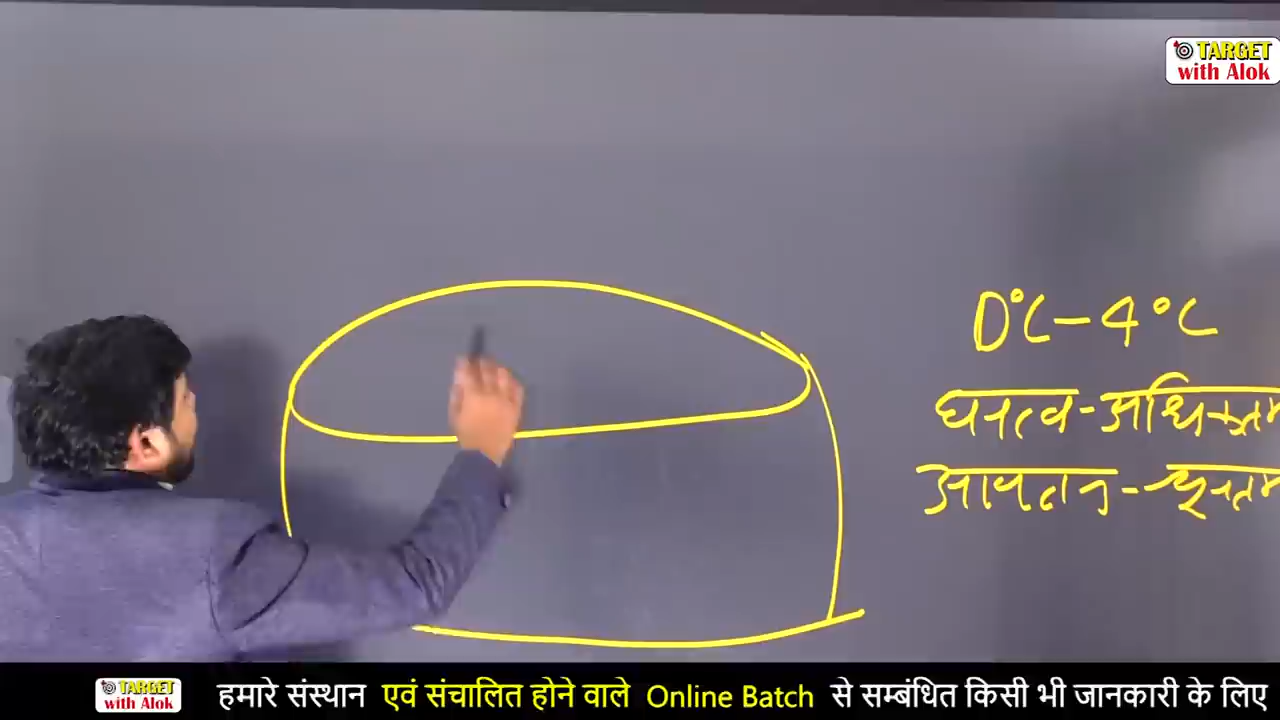 TARGET
with Alok
0°C - 4°C
घनत्व - अधिकतम
आयतन - न्यूनतम
TARGET
with Alok
हमारे संस्थान एवं संचालित होने वाले Online Batch से सम्बंधित किसी भी जानकारी के लिए